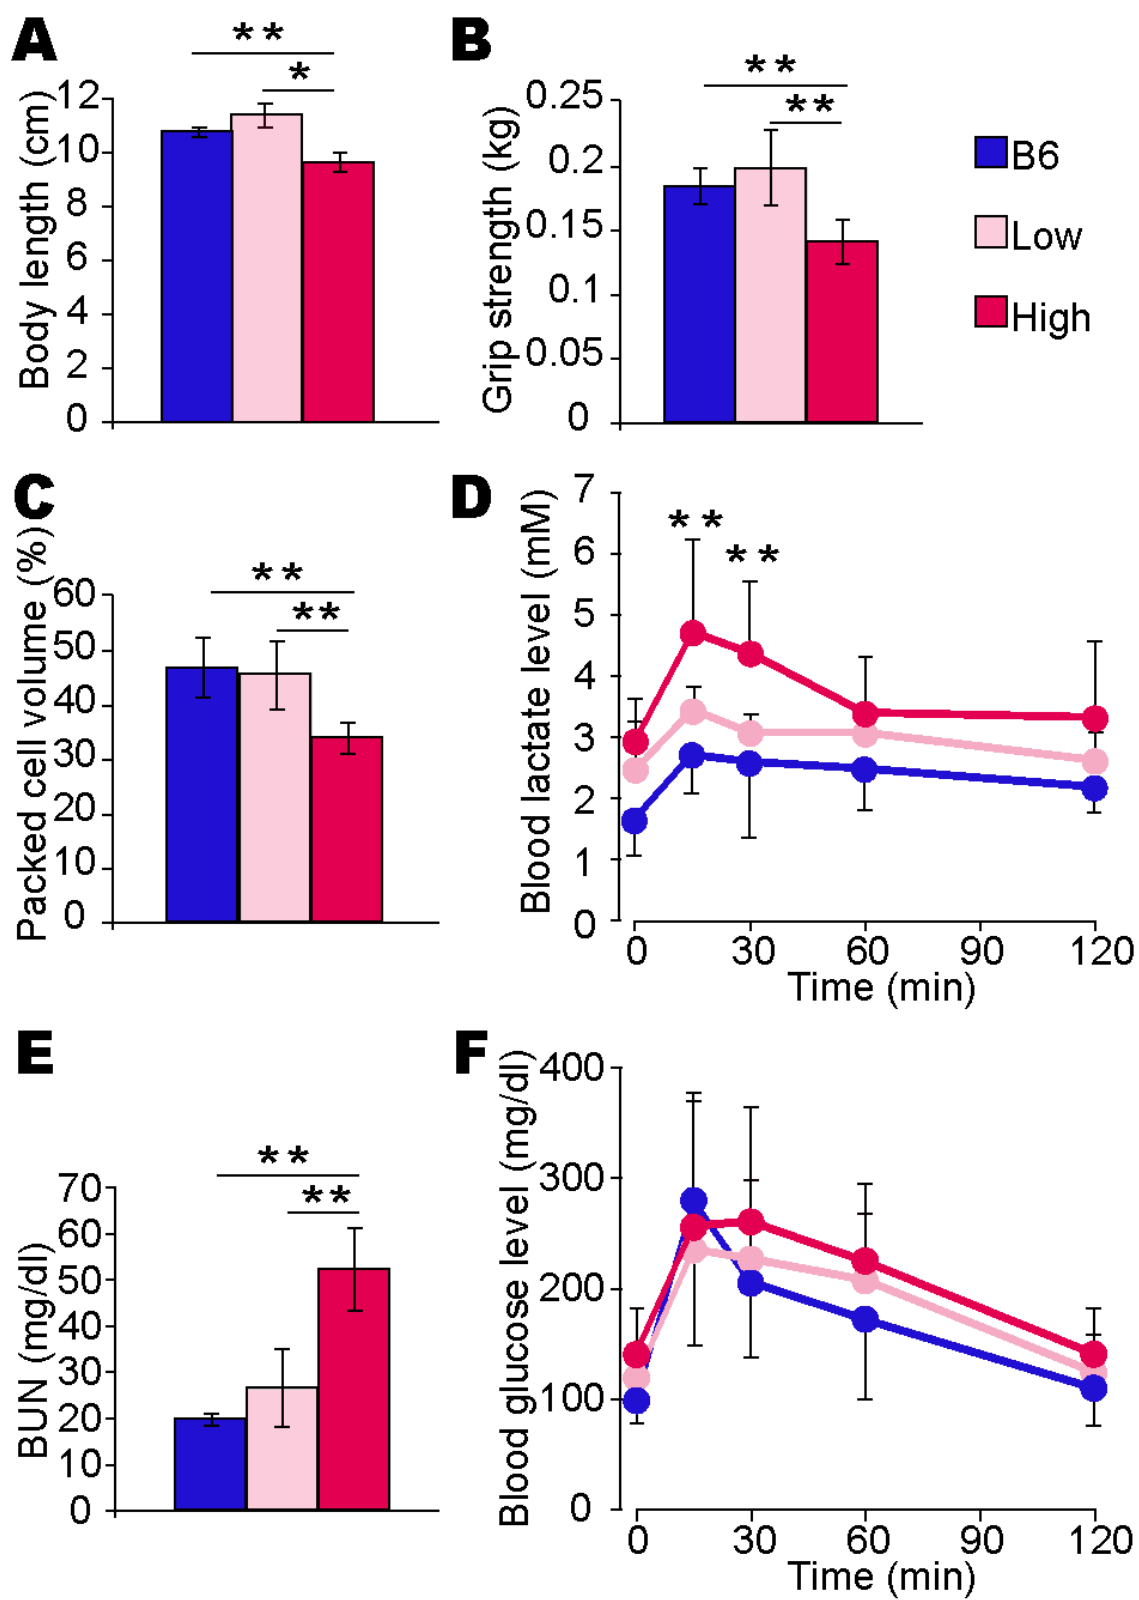 A
**
*
Body length (cm)
12
10
8
6
4
2
0
B
**
**
Grip strength (kg)
0.25
0.2
0.15
0.1
0.05
0
B6
Low
High
C
**
**
Packed cell volume (%)
60
50
40
30
20
10
0
D
**
**
Blood lactate level (mM)
7
6
5
4
3
2
1
0
0 30 60 90 120
Time (min)
E
**
**
BUN (mg/dl)
70
60
50
40
30
20
10
0
F
Blood glucose level (mg/dl)
400
300
200
100
0
0 30 60 90 120
Time (min)